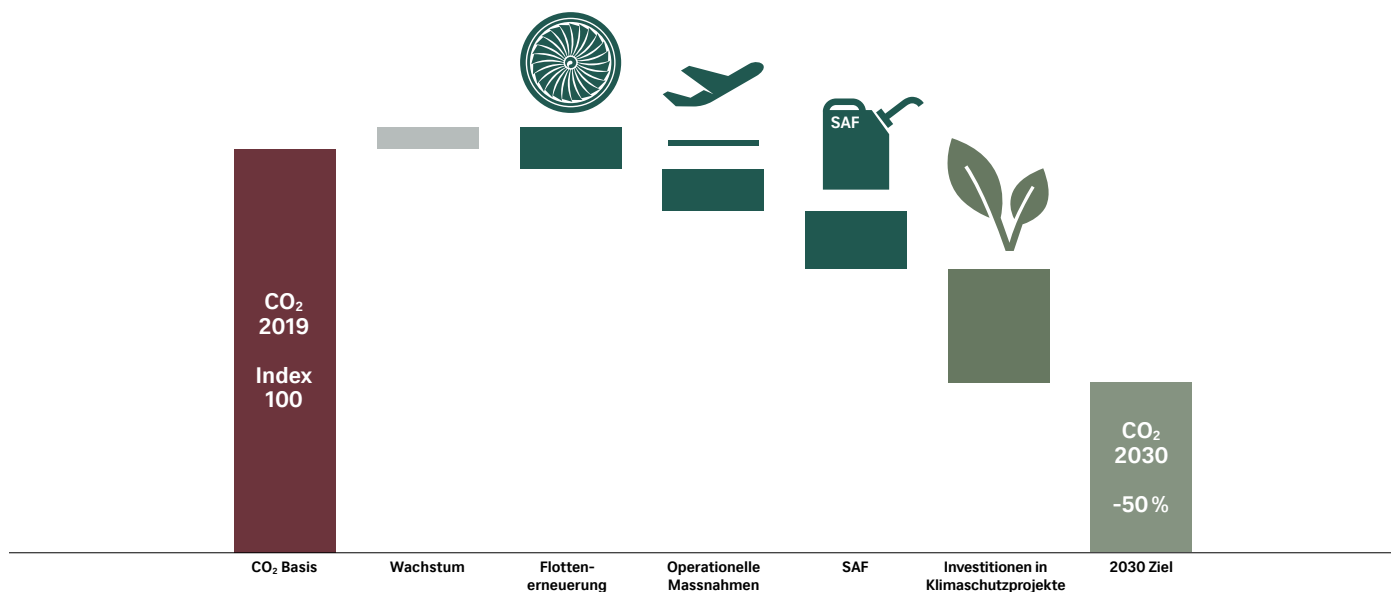 SAF
CO₂
2019
Index
100
CO₂
2030
-50 %
CO₂ Basis
Wachstum
Flotten-
erneuerung
Operationelle
Massnahmen
SAF
Investitionen in
Klimaschutzprojekte
2030 Ziel